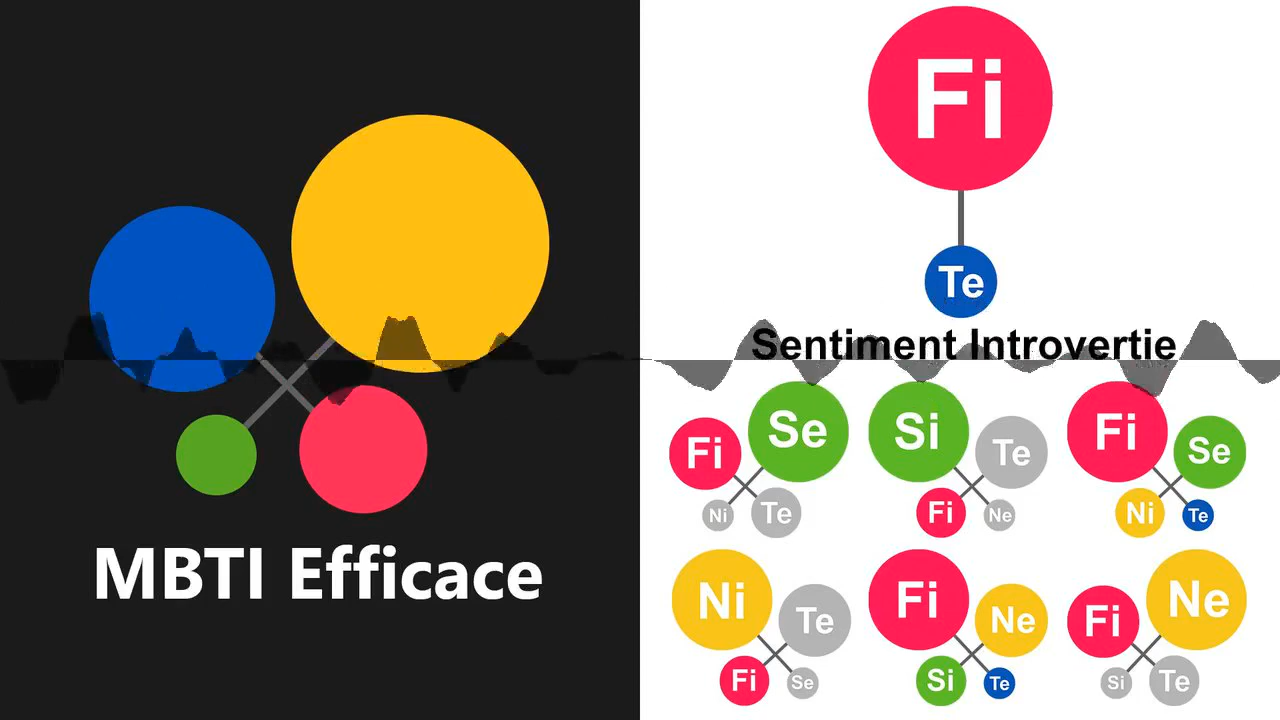 MBTI Efficace
Fi
Te
Sentiment Introvertie
Fi Se
Ni Te
Si Te
Fi Ne
Fi Se
Ni Te
Ni Te
Fi Se
Fi Ne
Si Te
Fi Ne
Si Te